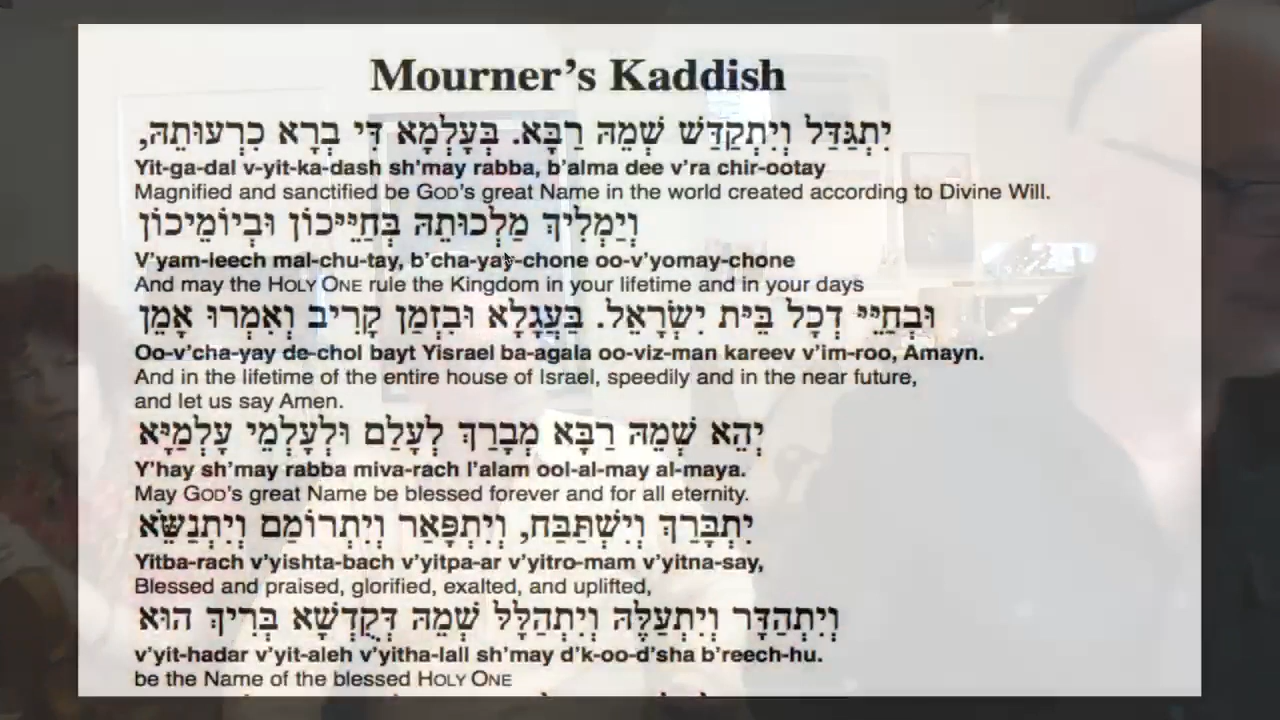 Mourner's Kaddish
יִתְגַּדַּל וְיִתְקַדַּשׁ שְׁמֵהּ רַבָּא. בְּעָלְמָא דִּי בְרָא כִרְעוּתֵהּ,
Yit-ga-dal v-yit-ka-dash sh'may rabba, b'alma dee v'ra chir-ootay
Magnified and sanctified be GOD's great Name in the world created according to Divine Will.
וְיַמְלִיךְ מַלְכוּתֵהּ בְּחַיֵּיכוֹן וּבְיוֹמֵיכוֹן
V'yam-leech mal-chu-tay, b'cha-yay-chone oo-v'yomay-chone
And may the HOLY ONE rule the Kingdom in your lifetime and in your days
וּבְחַיֵּי דְכָל בֵּית יִשְׂרָאֵל. בַּעֲגָלָא וּבִזְמַן קָרִיב וְאִמְרוּ אָמֵן
Oo-v'cha-yay de-chol bayt Yisrael ba-agala oo-viz-man kareev v'im-roo, Amayn.
And in the lifetime of the entire house of Israel, speedily and in the near future,
and let us say Amen.
יְהֵא שְׁמֵהּ רַבָּא מְבָרַךְ לְעָלַם וּלְעָלְמֵי עָלְמַיָּא
Y'hay sh'may rabba miva-rach l'alam ool-al-may al-maya.
May GOD's great Name be blessed forever and for all eternity.
יִתְבָּרַךְ וְיִשְׁתַּבַּח, וְיִתְפָּאַר וְיִתְרוֹמַם וְיִתְנַשֵּׂא
Yitba-rach v'yishta-bach v'yitpa-ar v'yitro-mam v'yitna-say,
Blessed and praised, glorified, exalted, and uplifted,
וְיִתְהַדָּר וְיִתְעַלֶּה וְיִתְהַלָּל שְׁמֵהּ דְּקֻדְשָׁא בְּרִיךְ הוּא
v'yit-hadar v'yit-aleh v'yitha-lall sh'may d'k-oo-d'sha b'reech-hu.
be the Name of the blessed HOLY ONE